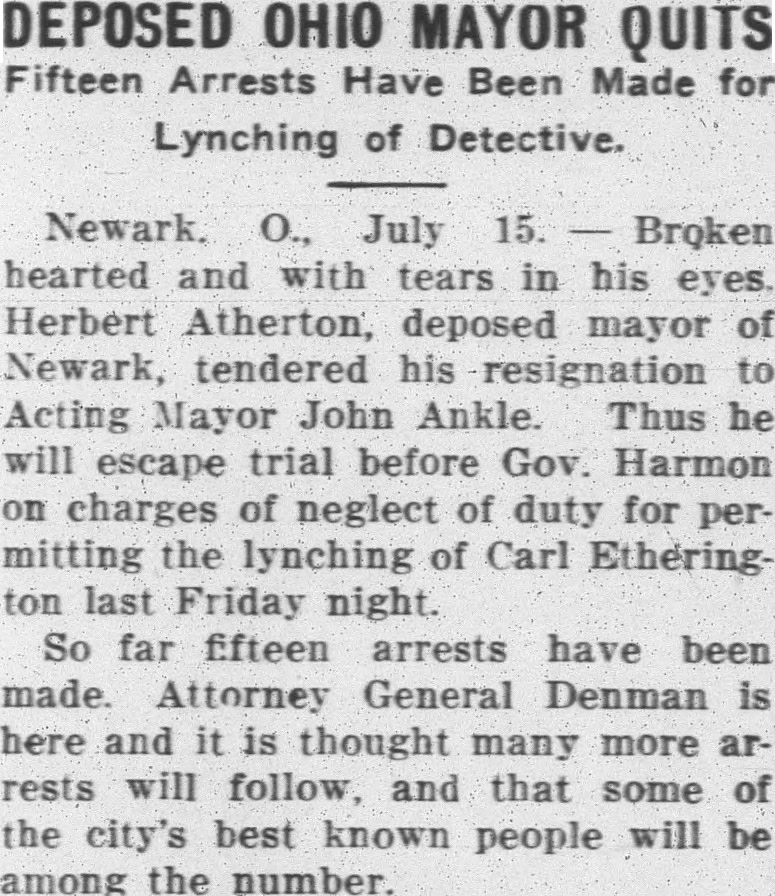 DEPOSED OHIO MAYOR QUITS
Fifteen Arrests Have Been Made for
Lynching of Detective.
Newark. O., July 15. — Broken
hearted and with tears in his eyes.
Herbert Atherton, deposed mayor of
Newark, tendered his resignation to
Acting Mayor John Ankle. Thus he
will escape trial before Gov. Harmon
on charges of neglect of duty for per-
mitting the lynching of Carl Ethering-
ton last Friday night.
So far fifteen arrests have been
made. Attorney General Denman is
here and it is thought many more ar-
rests will follow, and that some of
the city's best known people will be
among the number.